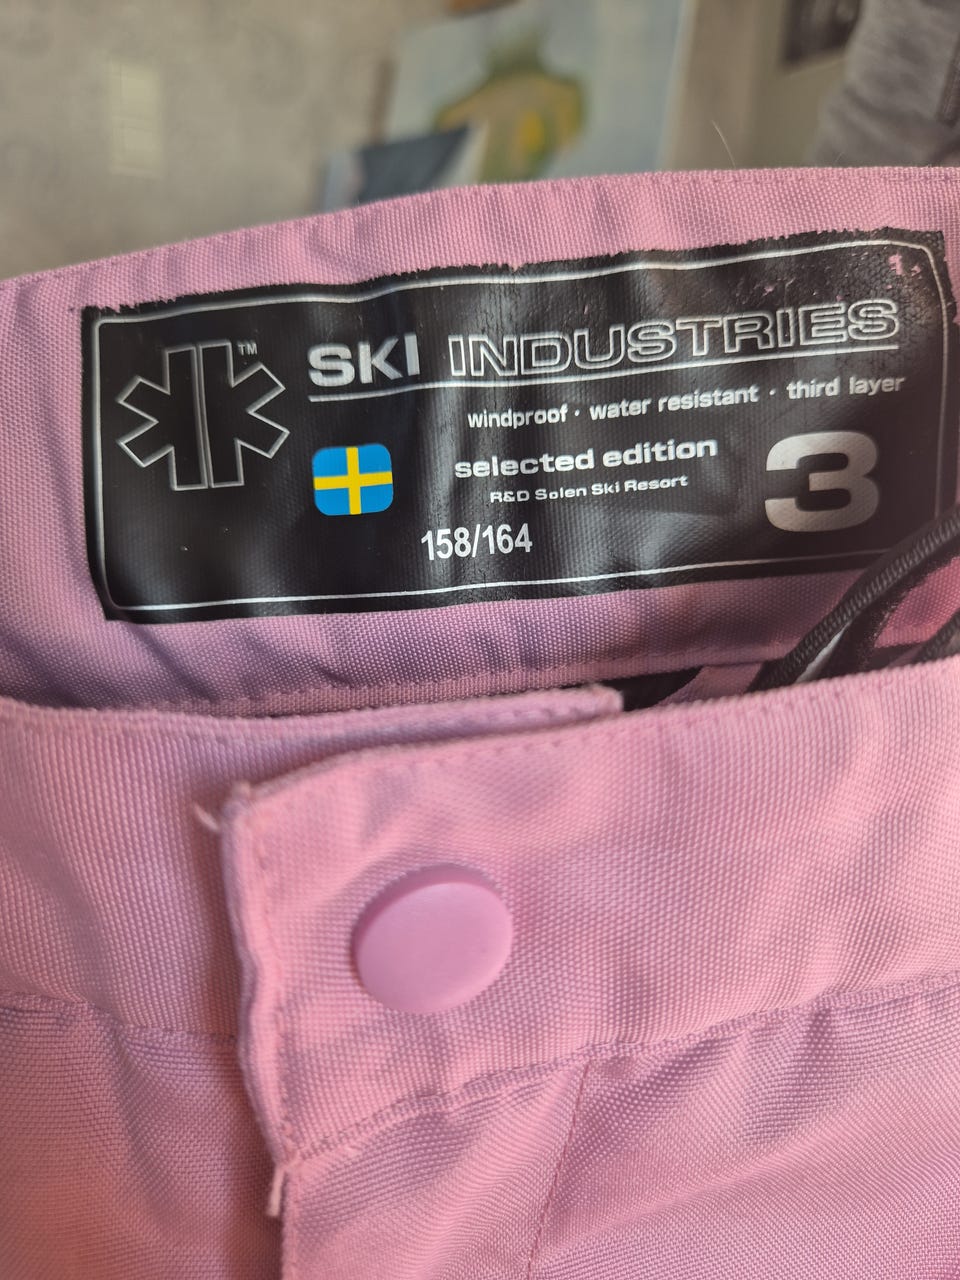 TM
SKI INDUSTRIES
windproof · water resistant · third layer
selected edition
R&D Solen Ski Resort
3
158/164